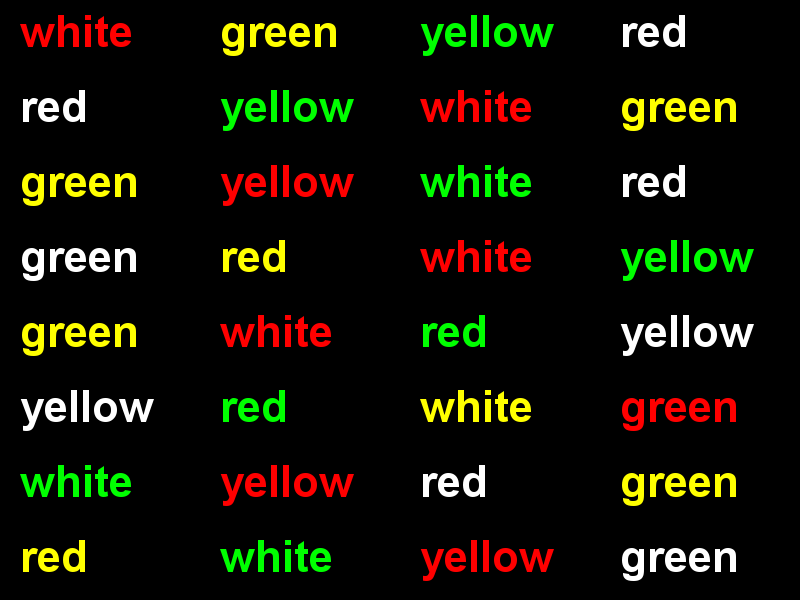 white green yellow red
red yellow white green
green yellow white red
green red white yellow
green white red yellow
yellow red white green
white yellow red green
red white yellow green